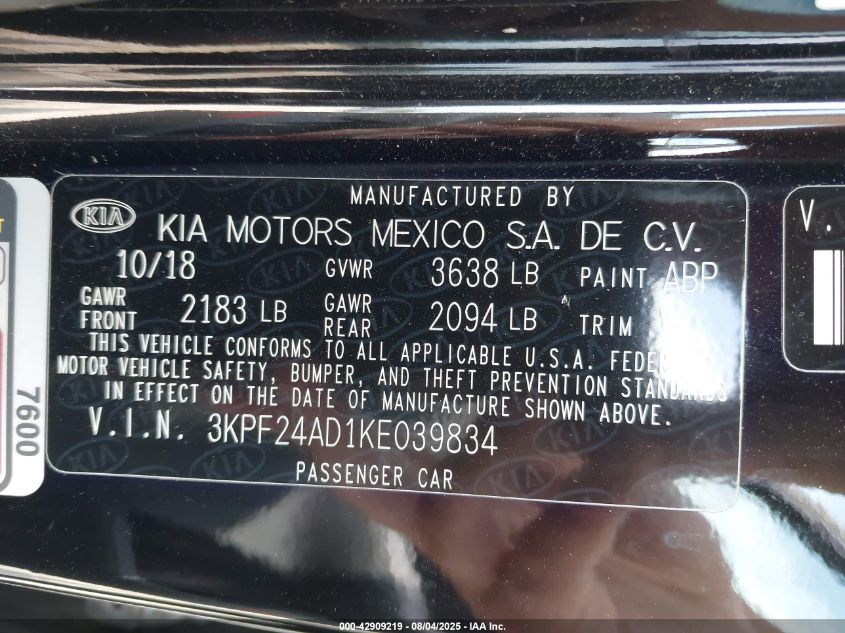 MANUFACTURED BY
KIA KIA MOTORS MEXICO S.A. DE C.V.
10/18 GVWR 3638 LB PAINT ABP
GAWR FRONT 2183 LB GAWR REAR 2094 LB TRIM
THIS VEHICLE CONFORMS TO ALL APPLICABLE U.S.A.
MOTOR VEHICLE SAFETY, BUMPER, AND THEFT PREVENTION STANDARDS
IN EFFECT ON THE DATE OF MANUFACTURE SHOWN ABOVE.
V.I.N. 3KPF24AD1KE039834
PASSENGER CAR
7600
V.
000-42909219 - 08/04/2025 - IAA Inc.